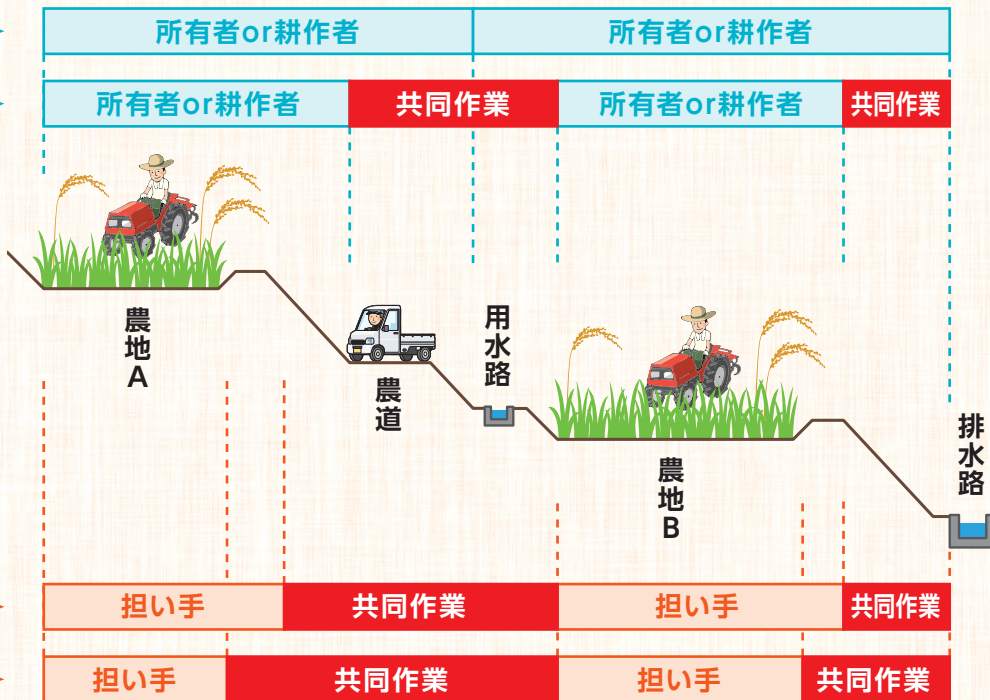 所有者or耕作者 所有者or耕作者
所有者or耕作者 共同作業 所有者or耕作者 共同作業
農地A
農道
用水路
農地B
排水路
担い手 共同作業 担い手 共同作業
担い手 共同作業 担い手 共同作業